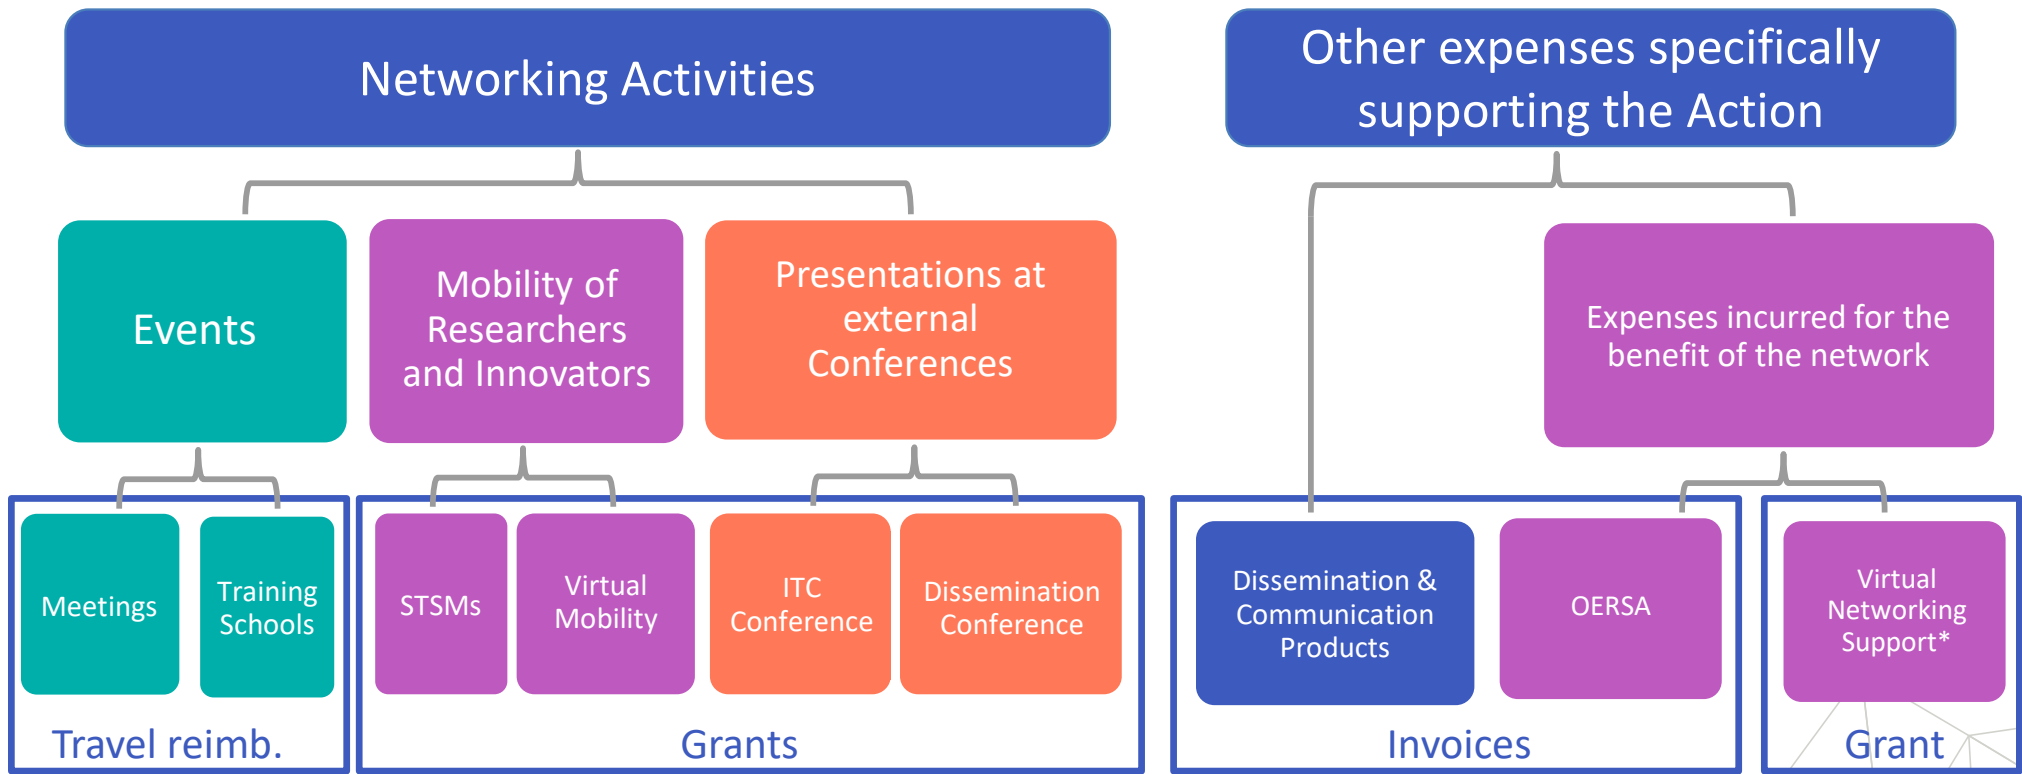 Networking Activities
Other expenses specifically
supporting the Action
Events
Mobility of
Researchers
and Innovators
Presentations at
external
Conferences
Expenses incurred for the
benefit of the network
Meetings
Training
Schools
STSMs
Virtual
Mobility
ITC
Conference
Dissemination
Conference
Dissemination &
Communication
Products
OERSA
Virtual
Networking
Support*
Travel reimb.
Grants
Invoices
Grant